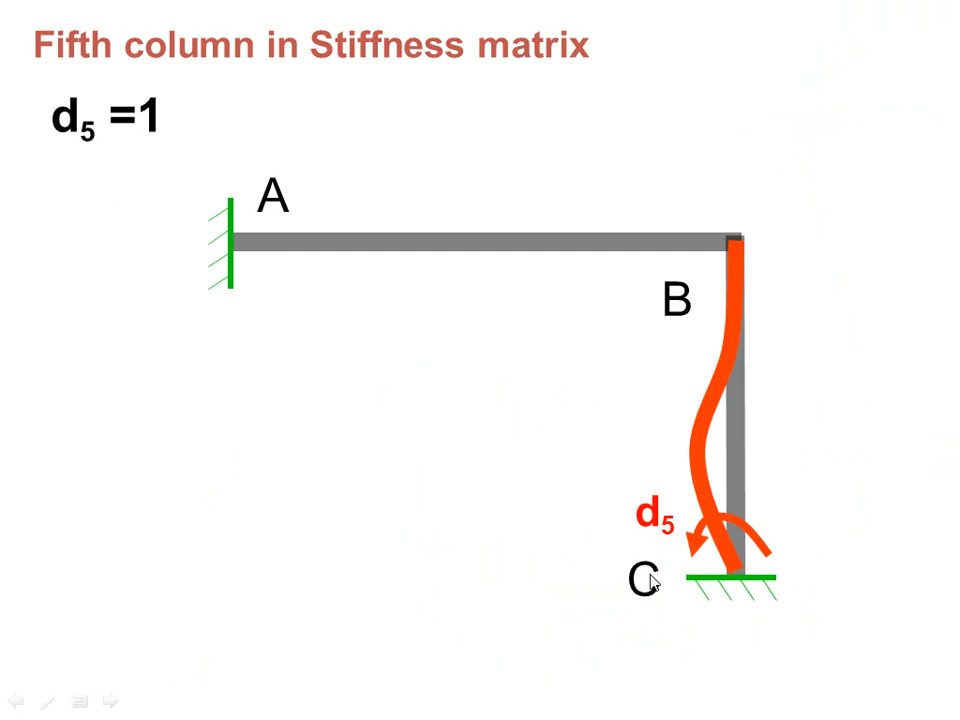 Fifth column in Stiffness matrix
d₅ =1
A
B
d₅
C